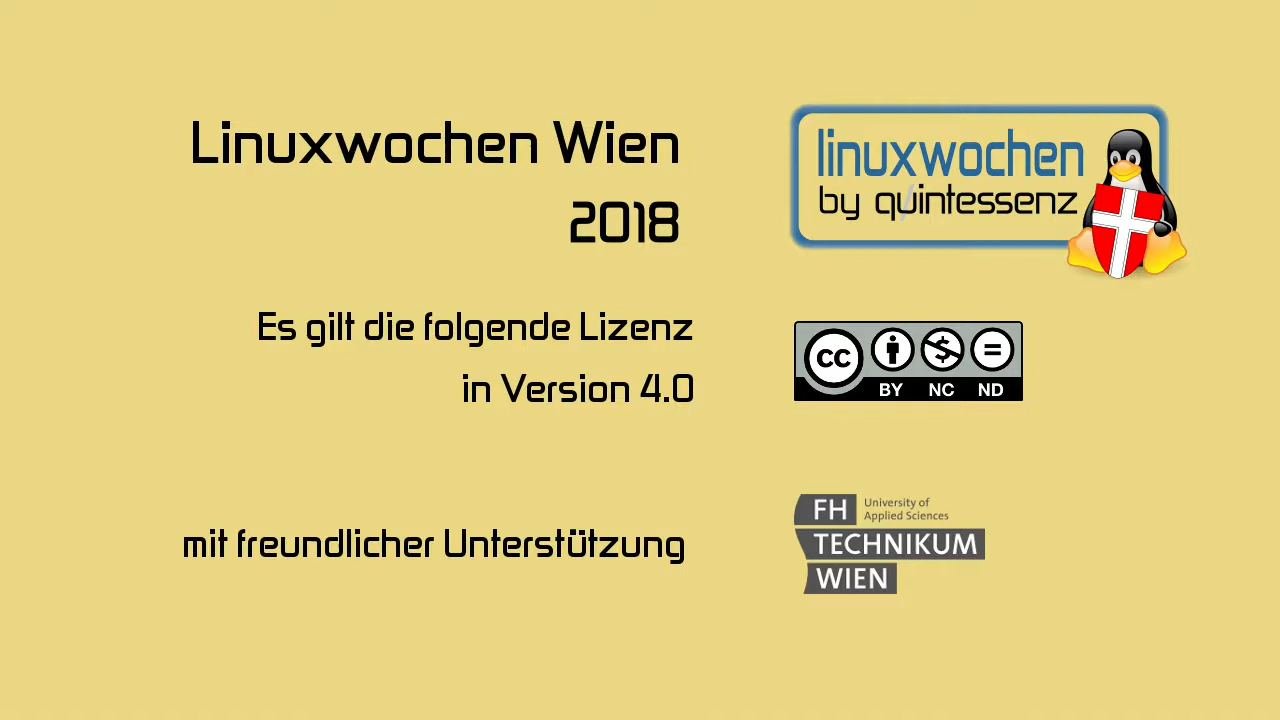 Linuxwochen Wien
2018
linuxwochen
by q/uintessenz
Es gilt die folgende Lizenz
in Version 4.0
cc
BY NC ND
mit freundlicher Unterstützung
FH University of
Applied Sciences
TECHNIKUM
WIEN